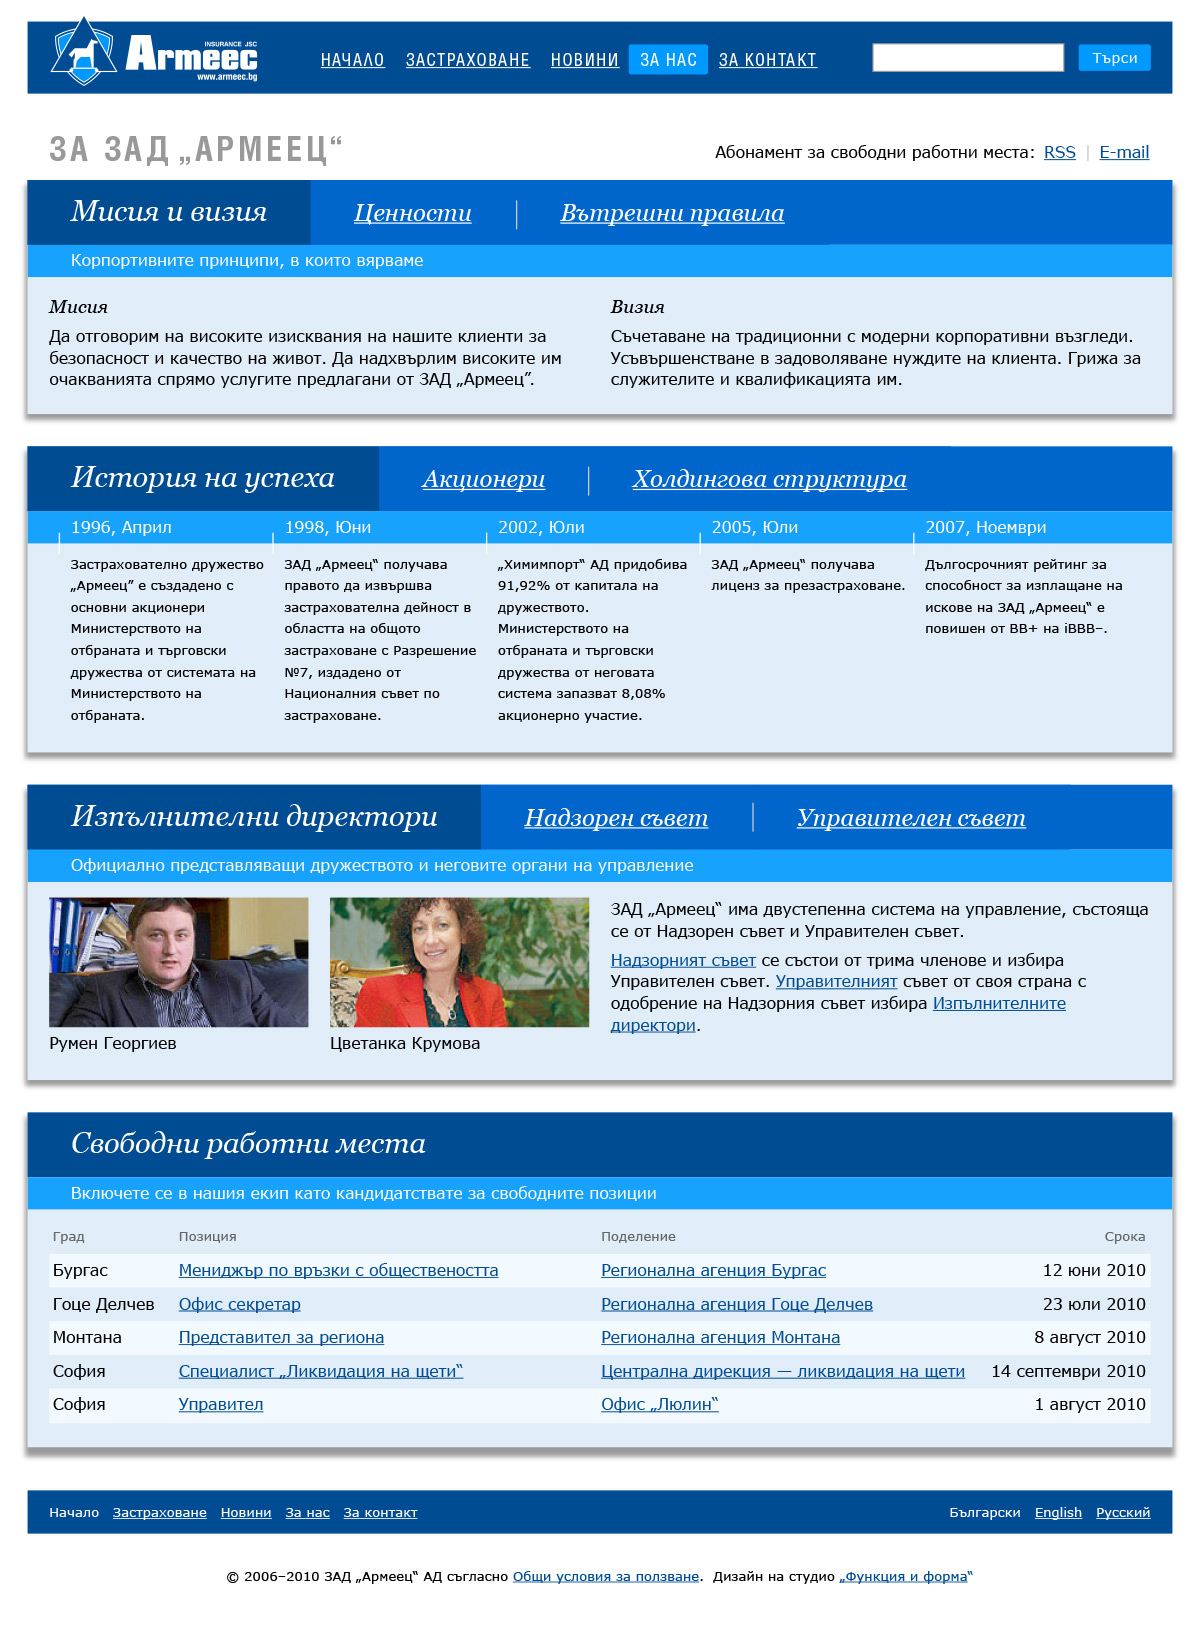 Armeec
INSURANCE JSC
www.armeec.bg
НАЧАЛО ЗАСТРАХОВАНЕ НОВИНИ ЗА НАС ЗА КОНТАКТ
Търси
ЗА ЗАД „АРМЕЕЦ“
Абонамент за свободни работни места: RSS | E-mail
Мисия и визия Ценности | Вътрешни правила
Корпортивните принципи, в които вярваме
Мисия
Да отговорим на високите изисквания на нашите клиенти за
безопасност и качество на живот. Да надхвърлим високите им
очакванията спрямо услугите предлагани от ЗАД „Армеец”.
Визия
Съчетаване на традиционни с модерни корпоративни възгледи.
Усъвършенстване в задоволяване нуждите на клиента. Грижа за
служителите и квалификацията им.
История на успеха Акционери | Холдингова структура
1996, Април
Застрахователно дружество
„Армеец” е създадено с
основни акционери
Министерството на
отбраната и търговски
дружества от системата на
Министерството на
отбраната.
1998, Юни
ЗАД „Армеец“ получава
правото да извършва
застрахователна дейност в
областта на общото
застраховане с Разрешение
№7, издадено от
Националния съвет по
застраховане.
2002, Юли
„Химимпорт“ АД придобива
91,92% от капитала на
дружеството.
Министерството на
отбраната и търговски
дружества от неговата
система запазват 8,08%
акционерно участие.
2005, Юли
ЗАД „Армеец“ получава
лиценз за презастраховане.
2007, Ноември
Дългосрочният рейтинг за
способност за изплащане на
искове на ЗАД „Армеец“ е
повишен от BB+ на iBBB–.
Изпълнителни директори Надзорен съвет | Управителен съвет
Официално представляващи дружеството и неговите органи на управление
Румен Георгиев
Цветанка Крумова
ЗАД „Армеец“ има двустепенна система на управление, състояща
се от Надзорен съвет и Управителен съвет.
Надзорният съвет се състои от трима членове и избира
Управителен съвет. Управителният съвет от своя страна с
одобрение на Надзорния съвет избира Изпълнителните
директори.
Свободни работни места
Включете се в нашия екип като кандидатствате за свободните позиции
Град Позиция Поделение Срока
Бургас Мениджър по връзки с обществеността Регионална агенция Бургас 12 юни 2010
Гоце Делчев Офис секретар Регионална агенция Гоце Делчев 23 юли 2010
Монтана Представител за региона Регионална агенция Монтана 8 август 2010
София Специалист „Ликвидация на щети“ Централна дирекция — ликвидация на щети 14 септември 2010
София Управител Офис „Люлин“ 1 август 2010
Начало Застраховане Новини За нас За контакт Български English Русский
© 2006–2010 ЗАД „Армеец“ АД съгласно Общи условия за ползване. Дизайн на студио „Функция и форма“